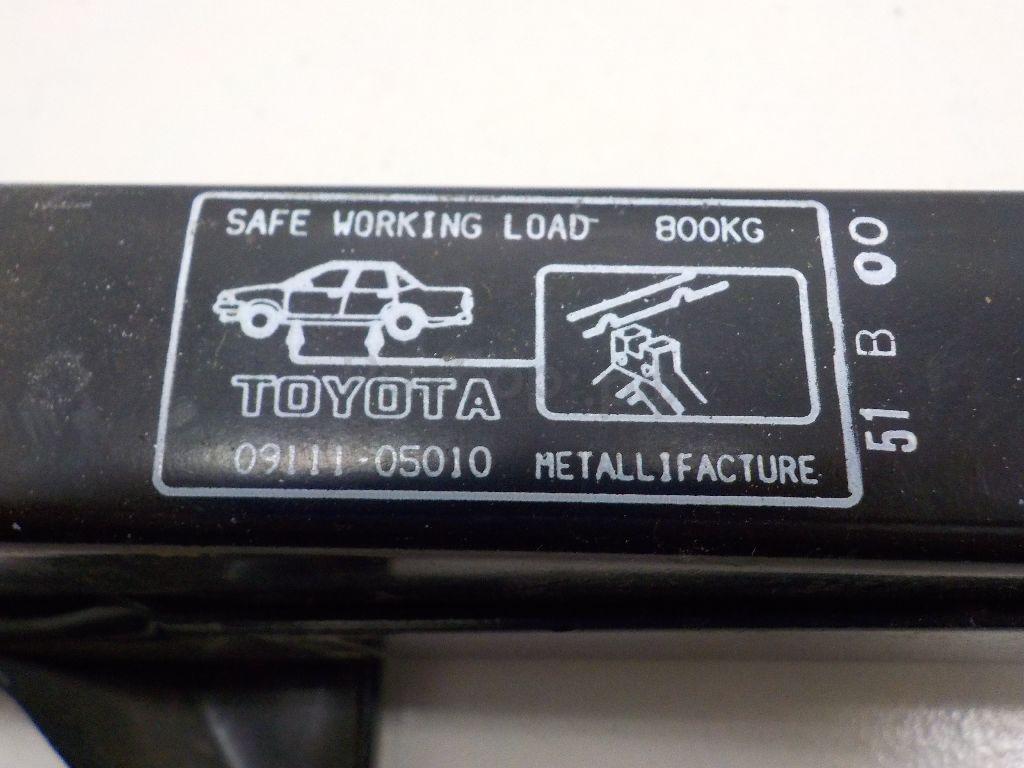 SAFE WORKING LOAD 800KG
TOYOTA
09111-05010 METALLIFACTURE
51 B 00